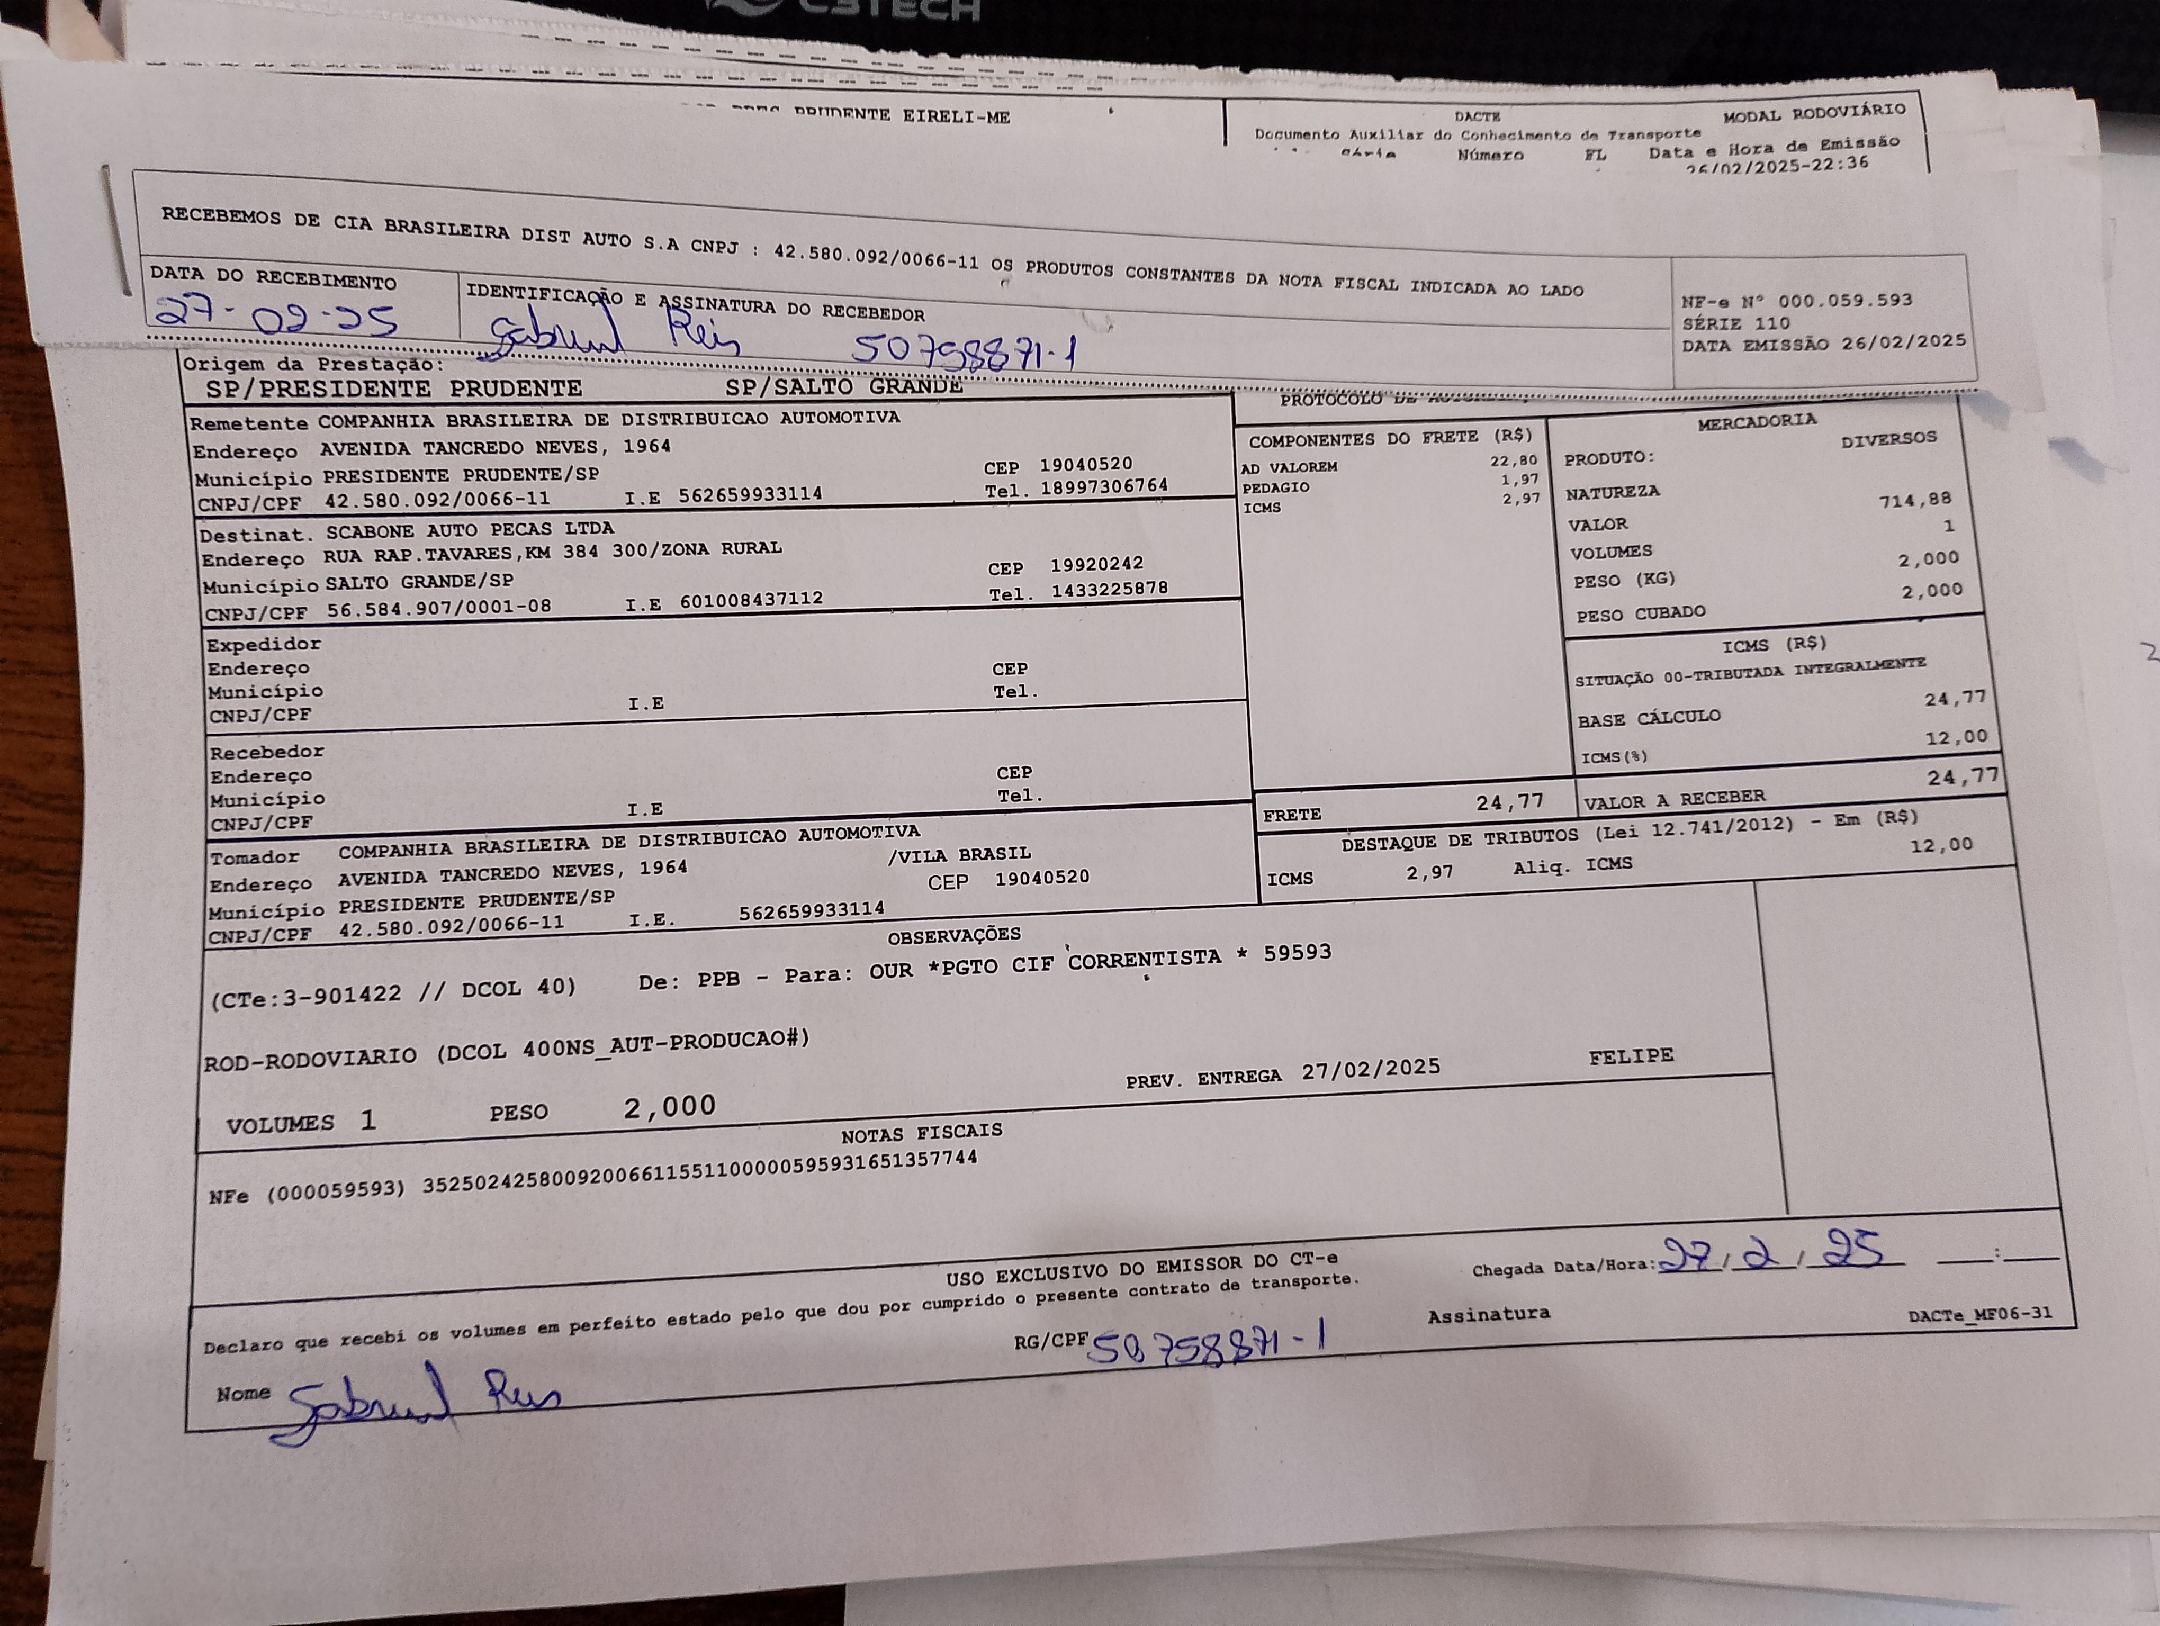 C3TECH
PRUDENTE EIRELI-ME
DACTE
MODAL RODOVIÁRIO
Documento Auxiliar do Conhecimento de Transporte
Série Número FL Data e Hora de Emissão
26/02/2025-22:36
RECEBEMOS DE CIA BRASILEIRA DIST AUTO S.A CNPJ : 42.580.092/0066-11 OS PRODUTOS CONSTANTES DA NOTA FISCAL INDICADA AO LADO
DATA DO RECEBIMENTO
27-02-25
IDENTIFICAÇÃO E ASSINATURA DO RECEBEDOR
Gabriel Reis 50758871-1
NF-e N° 000.059.593
SÉRIE 110
DATA EMISSÃO 26/02/2025
Origem da Prestação:
SP/PRESIDENTE PRUDENTE SP/SALTO GRANDE
Remetente COMPANHIA BRASILEIRA DE DISTRIBUICAO AUTOMOTIVA
Endereço AVENIDA TANCREDO NEVES, 1964
Município PRESIDENTE PRUDENTE/SP CEP 19040520
CNPJ/CPF 42.580.092/0066-11 I.E 562659933114 Tel. 18997306764
Destinat. SCABONE AUTO PECAS LTDA
Endereço RUA RAP.TAVARES,KM 384 300/ZONA RURAL
Município SALTO GRANDE/SP CEP 19920242
CNPJ/CPF 56.584.907/0001-08 I.E 601008437112 Tel. 1433225878
Expedidor
Endereço
Município CEP
CNPJ/CPF I.E Tel.
Recebedor
Endereço
Município CEP
CNPJ/CPF I.E Tel.
Tomador COMPANHIA BRASILEIRA DE DISTRIBUICAO AUTOMOTIVA
Endereço AVENIDA TANCREDO NEVES, 1964 /VILA BRASIL
Município PRESIDENTE PRUDENTE/SP CEP 19040520
CNPJ/CPF 42.580.092/0066-11 I.E. 562659933114
PROTOCOLO DE
COMPONENTES DO FRETE (R$)
AD VALOREM 22,80
PEDAGIO 1,97
ICMS 2,97
MERCADORIA
PRODUTO: DIVERSOS
NATUREZA
VALOR 714,88
VOLUMES 1
PESO (KG) 2,000
PESO CUBADO 2,000
ICMS (R$)
SITUAÇÃO 00-TRIBUTADA INTEGRALMENTE
BASE CÁLCULO 24,77
ICMS(%) 12,00
FRETE 24,77 VALOR A RECEBER 24,77
DESTAQUE DE TRIBUTOS (Lei 12.741/2012) - Em (R$)
ICMS 2,97 Aliq. ICMS 12,00
OBSERVAÇÕES
(CTe:3-901422 // DCOL 40) De: PPB - Para: OUR *PGTO CIF CORRENTISTA * 59593
ROD-RODOVIARIO (DCOL 400NS_AUT-PRODUCAO#)
VOLUMES 1 PESO 2,000 PREV. ENTREGA 27/02/2025 FELIPE
NOTAS FISCAIS
NFe (000059593) 35250242580092006611551100000595931651357744
USO EXCLUSIVO DO EMISSOR DO CT-e
Declaro que recebi os volumes em perfeito estado pelo que dou por cumprido o presente contrato de transporte.
Chegada Data/Hora: 27/2/25 :
Nome Gabriel Reis RG/CPF 50758871-1 Assinatura
DACTe_MF06-31